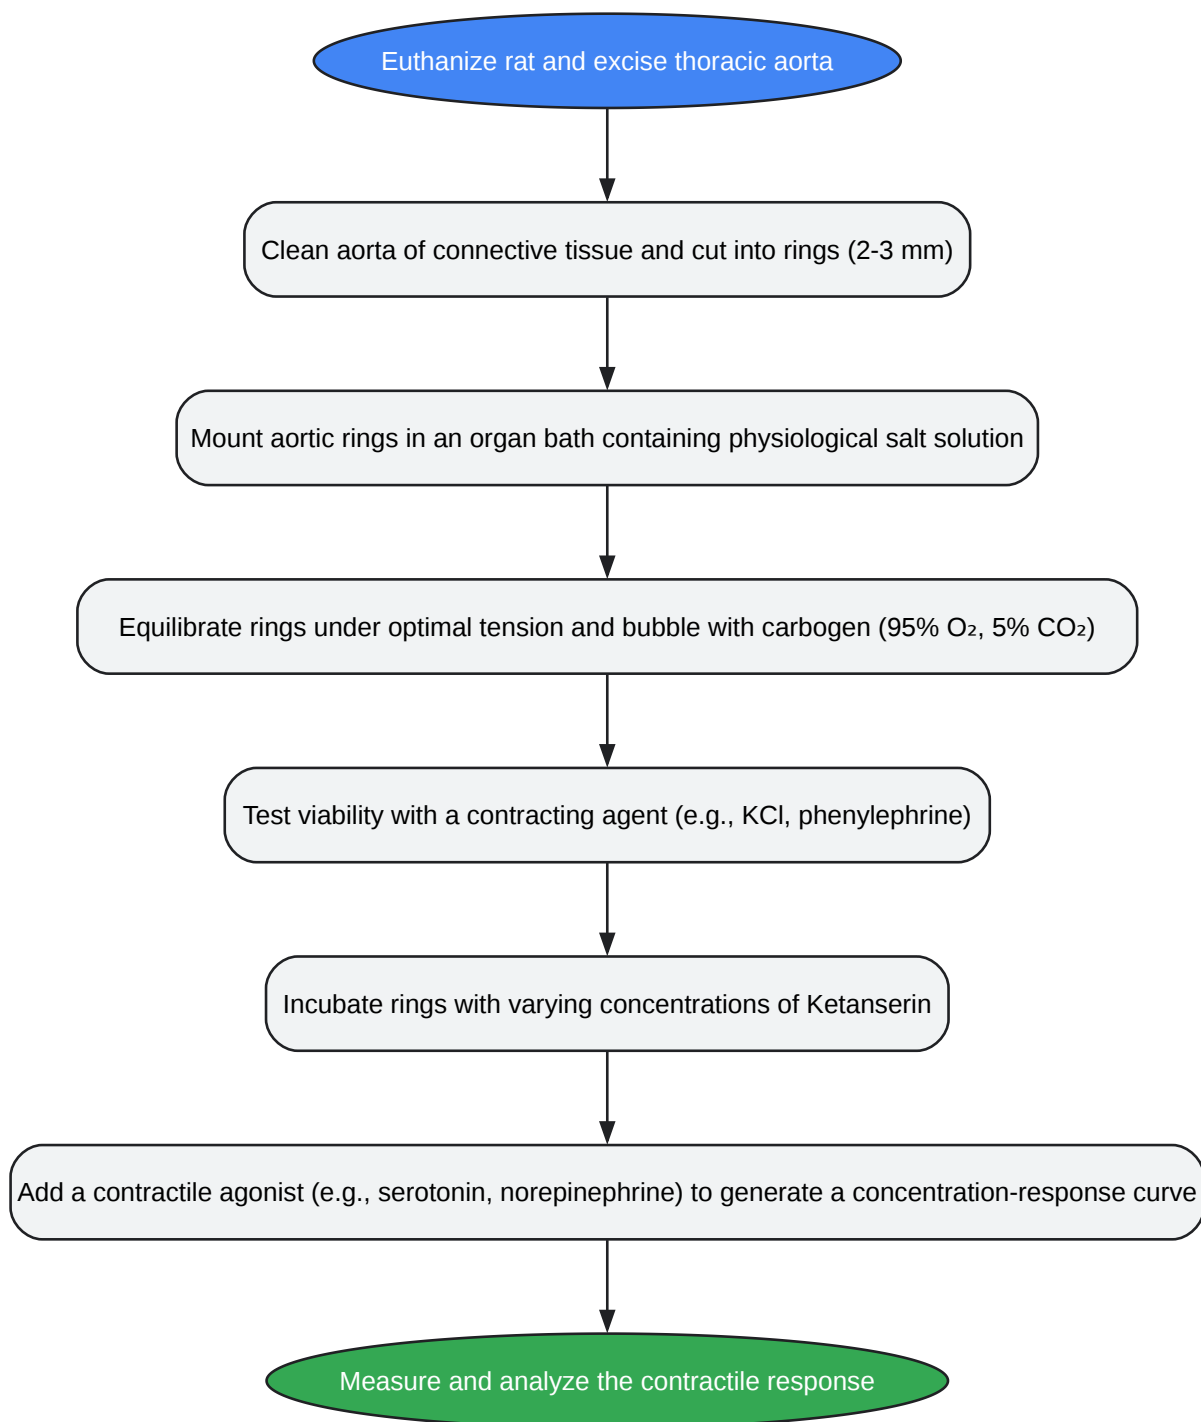 Euthanize rat and excise thoracic aorta
Clean aorta of connective tissue and cut into rings (2-3 mm)
Mount aortic rings in an organ bath containing physiological salt solution
Equilibrate rings under optimal tension and bubble with carbogen (95% O₂, 5% CO₂)
Test viability with a contracting agent (e.g., KCl, phenylephrine)
Incubate rings with varying concentrations of Ketanserin
Add a contractile agonist (e.g., serotonin, norepinephrine) to generate a concentration-response curve
Measure and analyze the contractile response